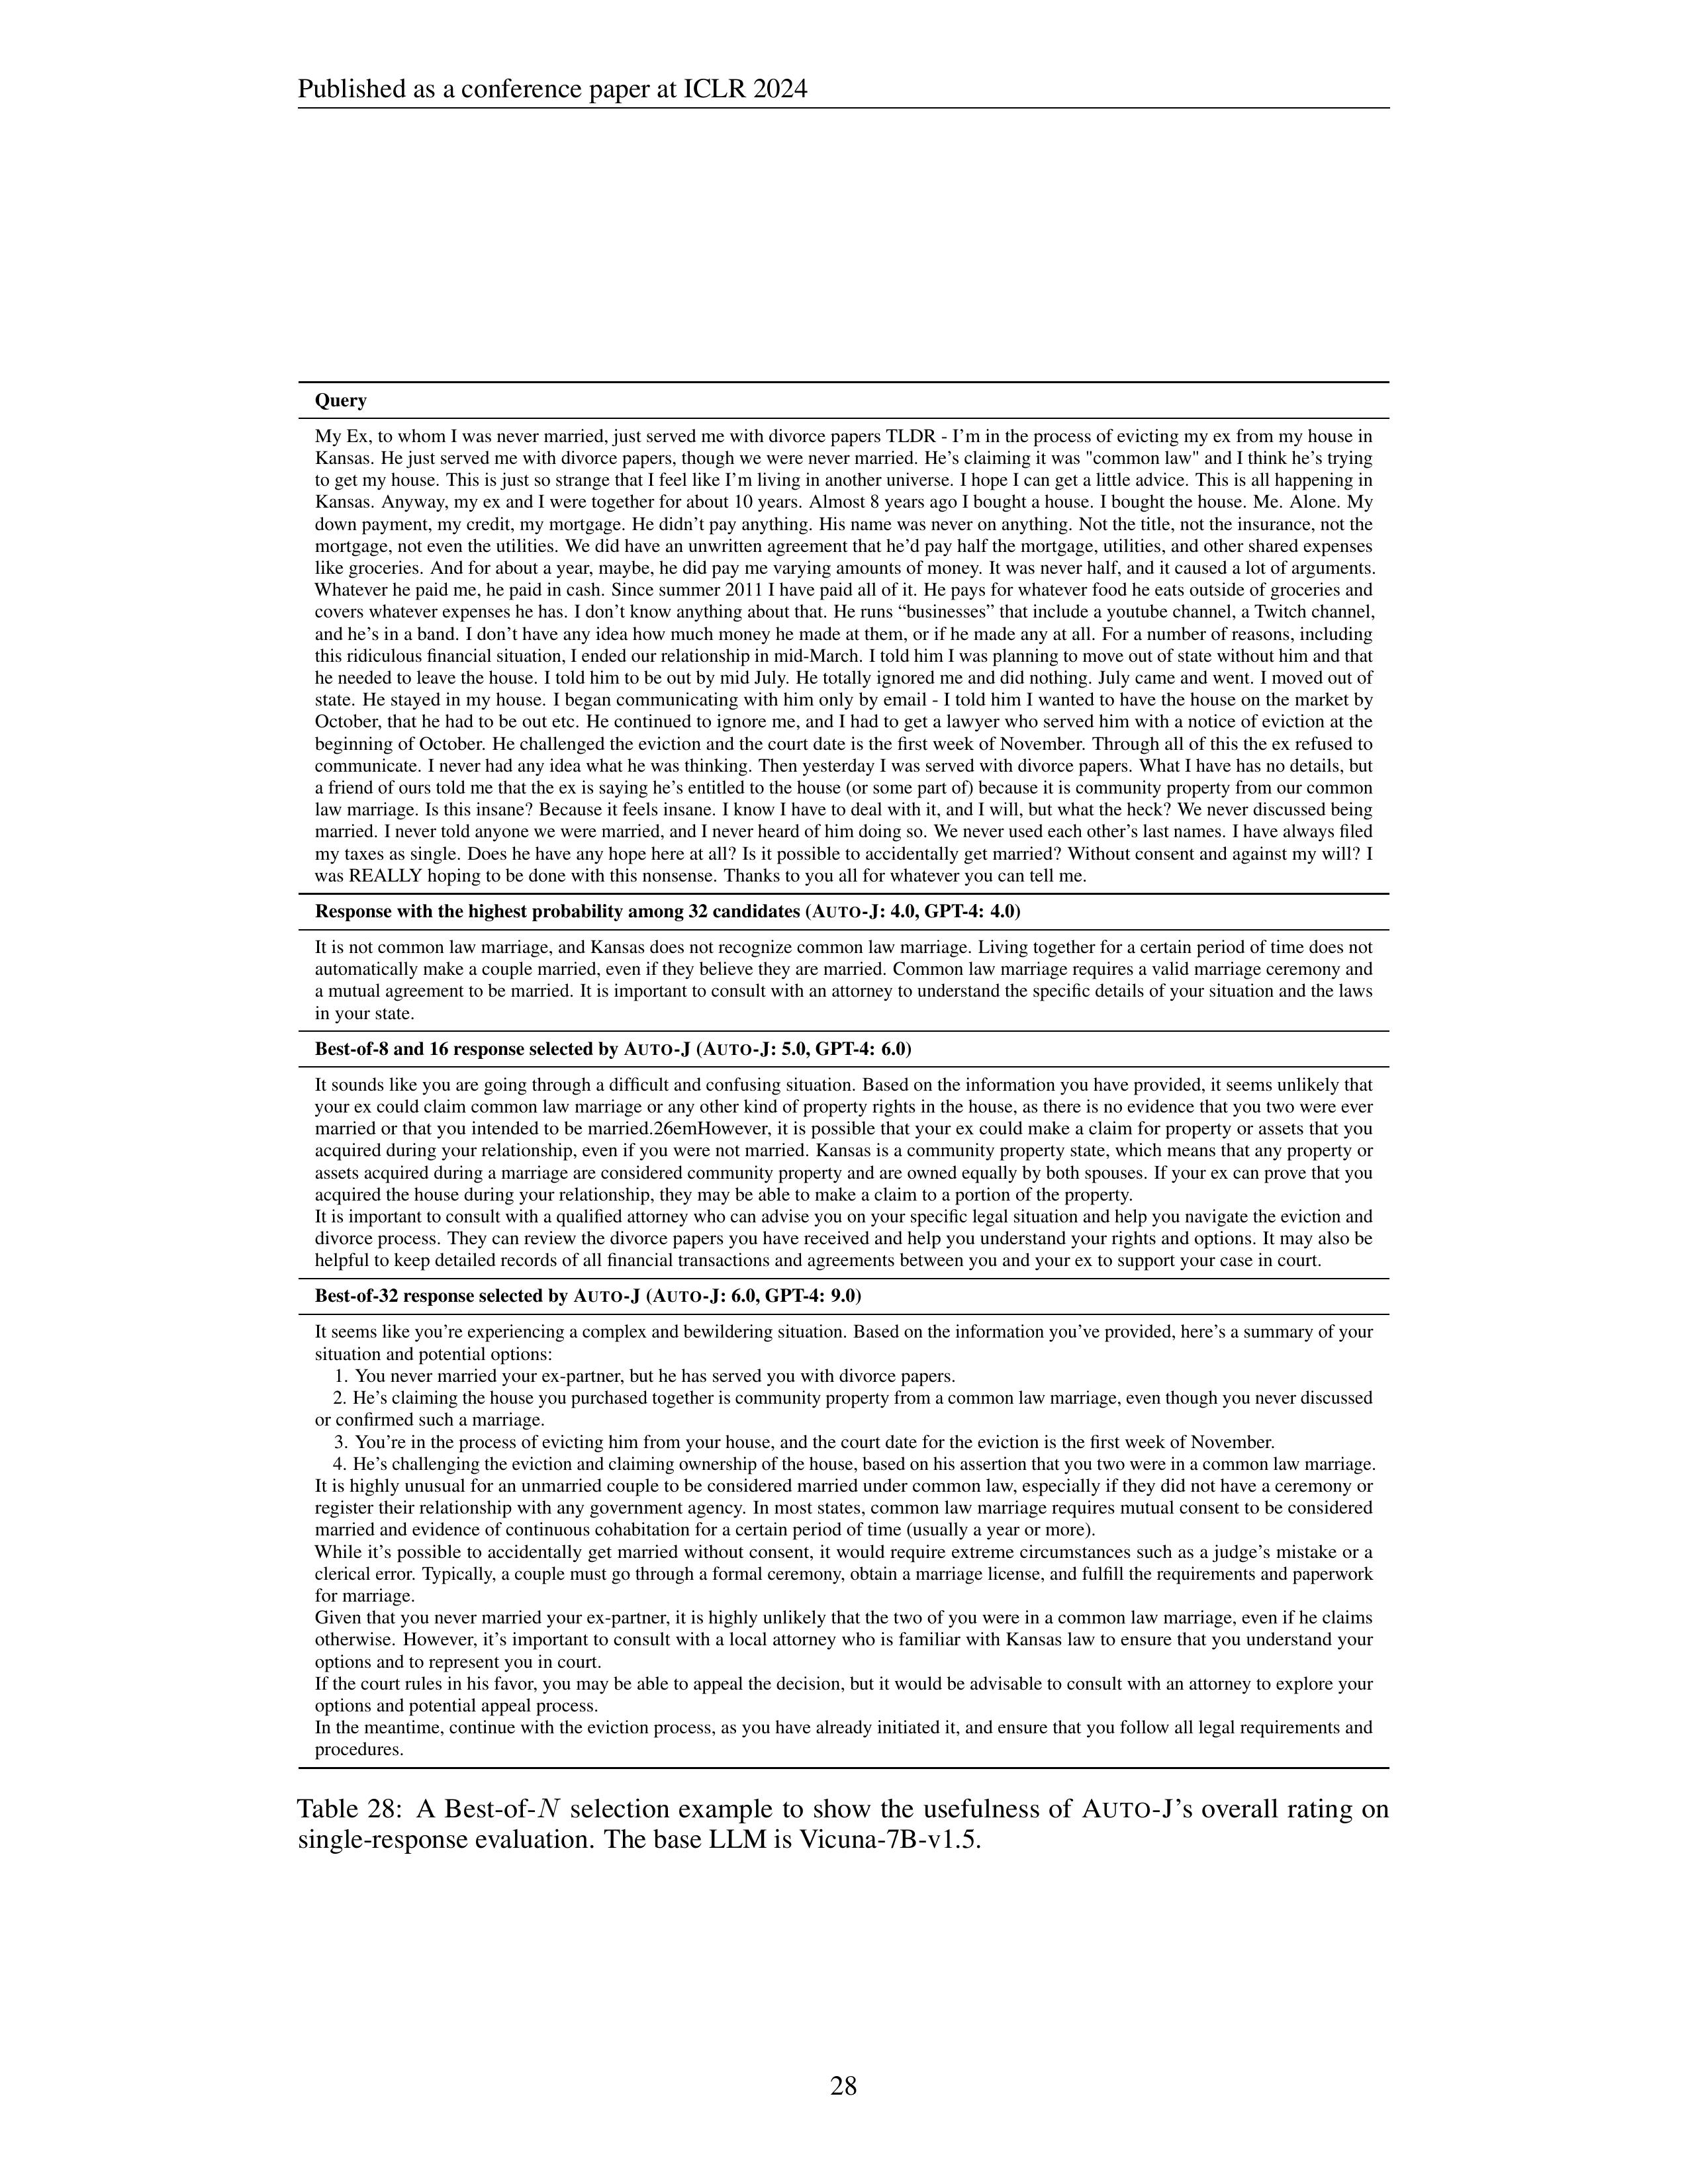 Published as a conference paper at ICLR 2024
Query
My Ex, to whom I was never married, just served me with divorce papers TLDR - I’m in the process of evicting my ex from my house in
Kansas. He just served me with divorce papers, though we were never married. He’s claiming it was "common law" and I think he’s trying
to get my house. This is just so strange that I feel like I’m living in another universe. I hope I can get a little advice. This is all happening in
Kansas. Anyway, my ex and I were together for about 10 years. Almost 8 years ago I bought a house. I bought the house. Me. Alone. My
down payment, my credit, my mortgage. He didn’t pay anything. His name was never on anything. Not the title, not the insurance, not the
mortgage, not even the utilities. We did have an unwritten agreement that he’d pay half the mortgage, utilities, and other shared expenses
like groceries. And for about a year, maybe, he did pay me varying amounts of money. It was never half, and it caused a lot of arguments.
Whatever he paid me, he paid in cash. Since summer 2011 I have paid all of it. He pays for whatever food he eats outside of groceries and
covers whatever expenses he has. I don’t know anything about that. He runs “businesses” that include a youtube channel, a Twitch channel,
and he’s in a band. I don’t have any idea how much money he made at them, or if he made any at all. For a number of reasons, including
this ridiculous financial situation, I ended our relationship in mid-March. I told him I was planning to move out of state without him and that
he needed to leave the house. I told him to be out by mid July. He totally ignored me and did nothing. July came and went. I moved out of
state. He stayed in my house. I began communicating with him only by email - I told him I wanted to have the house on the market by
October, that he had to be out etc. He continued to ignore me, and I had to get a lawyer who served him with a notice of eviction at the
beginning of October. He challenged the eviction and the court date is the first week of November. Through all of this the ex refused to
communicate. I never had any idea what he was thinking. Then yesterday I was served with divorce papers. What I have has no details, but
a friend of ours told me that the ex is saying he’s entitled to the house (or some part of) because it is community property from our common
law marriage. Is this insane? Because it feels insane. I know I have to deal with it, and I will, but what the heck? We never discussed being
married. I never told anyone we were married, and I never heard of him doing so. We never used each other’s last names. I have always filed
my taxes as single. Does he have any hope here at all? Is it possible to accidentally get married? Without consent and against my will? I
was REALLY hoping to be done with this nonsense. Thanks to you all for whatever you can tell me.
Response with the highest probability among 32 candidates (AUTO-J: 4.0, GPT-4: 4.0)
It is not common law marriage, and Kansas does not recognize common law marriage. Living together for a certain period of time does not
automatically make a couple married, even if they believe they are married. Common law marriage requires a valid marriage ceremony and
a mutual agreement to be married. It is important to consult with an attorney to understand the specific details of your situation and the laws
in your state.
Best-of-8 and 16 response selected by AUTO-J (AUTO-J: 5.0, GPT-4: 6.0)
It sounds like you are going through a difficult and confusing situation. Based on the information you have provided, it seems unlikely that
your ex could claim common law marriage or any other kind of property rights in the house, as there is no evidence that you two were ever
married or that you intended to be married.26emHowever, it is possible that your ex could make a claim for property or assets that you
acquired during your relationship, even if you were not married. Kansas is a community property state, which means that any property or
assets acquired during a marriage are considered community property and are owned equally by both spouses. If your ex can prove that you
acquired the house during your relationship, they may be able to make a claim to a portion of the property.
It is important to consult with a qualified attorney who can advise you on your specific legal situation and help you navigate the eviction and
divorce process. They can review the divorce papers you have received and help you understand your rights and options. It may also be
helpful to keep detailed records of all financial transactions and agreements between you and your ex to support your case in court.
Best-of-32 response selected by AUTO-J (AUTO-J: 6.0, GPT-4: 9.0)
It seems like you’re experiencing a complex and bewildering situation. Based on the information you’ve provided, here’s a summary of your
situation and potential options:
1. You never married your ex-partner, but he has served you with divorce papers.
2. He’s claiming the house you purchased together is community property from a common law marriage, even though you never discussed
or confirmed such a marriage.
3. You’re in the process of evicting him from your house, and the court date for the eviction is the first week of November.
4. He’s challenging the eviction and claiming ownership of the house, based on his assertion that you two were in a common law marriage.
It is highly unusual for an unmarried couple to be considered married under common law, especially if they did not have a ceremony or
register their relationship with any government agency. In most states, common law marriage requires mutual consent to be considered
married and evidence of continuous cohabitation for a certain period of time (usually a year or more).
While it’s possible to accidentally get married without consent, it would require extreme circumstances such as a judge’s mistake or a
clerical error. Typically, a couple must go through a formal ceremony, obtain a marriage license, and fulfill the requirements and paperwork
for marriage.
Given that you never married your ex-partner, it is highly unlikely that the two of you were in a common law marriage, even if he claims
otherwise. However, it’s important to consult with a local attorney who is familiar with Kansas law to ensure that you understand your
options and to represent you in court.
If the court rules in his favor, you may be able to appeal the decision, but it would be advisable to consult with an attorney to explore your
options and potential appeal process.
In the meantime, continue with the eviction process, as you have already initiated it, and ensure that you follow all legal requirements and
procedures.
Table 28: A Best-of-N selection example to show the usefulness of AUTO-J’s overall rating on
single-response evaluation. The base LLM is Vicuna-7B-v1.5.
28